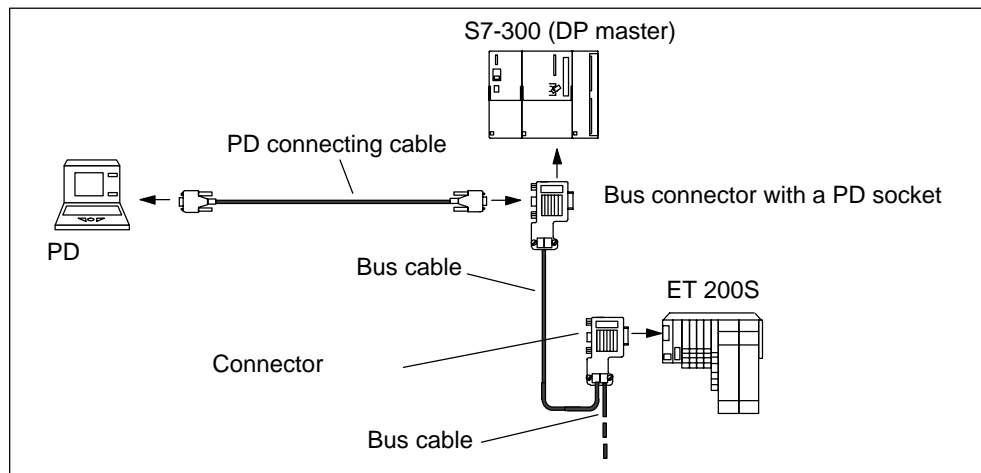 S7-300 (DP master)
PD connecting cable
Bus connector with a PD socket
PD
Bus cable
ET 200S
Connector
Bus cable